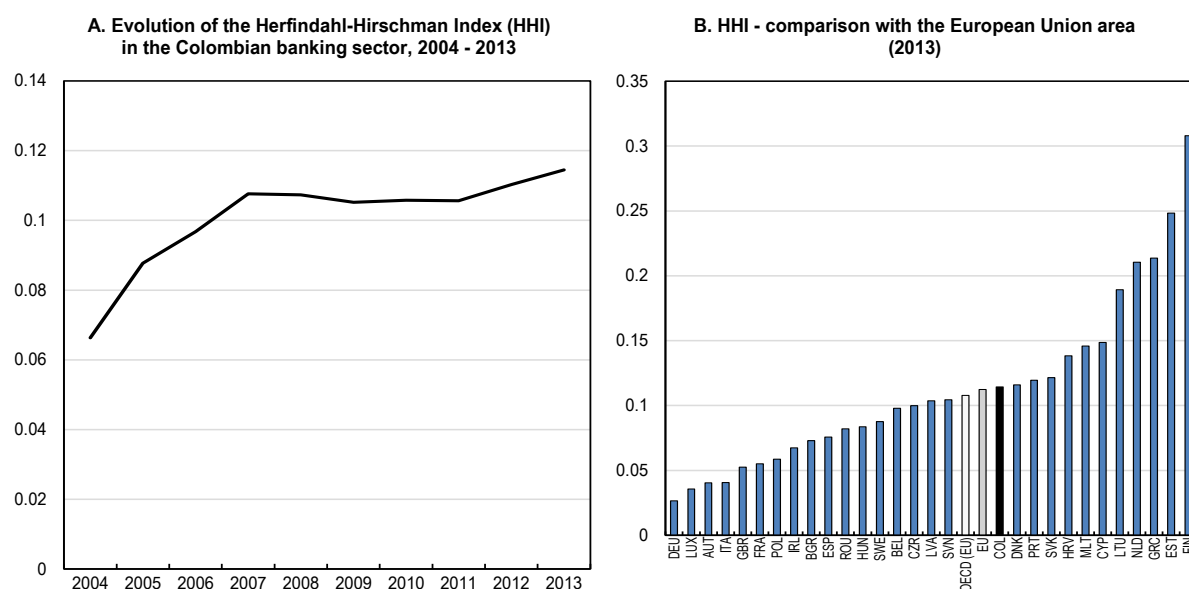 A. Evolution of the Herfindahl-Hirschman Index (HHI)
in the Colombian banking sector, 2004 - 2013
0.14
0.12
0.1
0.08
0.06
0.04
0.02
0
2004 2005 2006 2007 2008 2009 2010 2011 2012 2013
B. HHI - comparison with the European Union area
(2013)
0.35
0.3
0.25
0.2
0.15
0.1
0.05
0
DEU
LUX
AUT
ITA
GBR
FRA
POL
IRL
BGR
ESP
ROU
HUN
SWE
BEL
CZR
LVA
SVN
OECD (EU)
EU
COL
DNK
PRT
SVK
HRV
MLT
CYP
LTU
NLD
GRC
EST
FIN